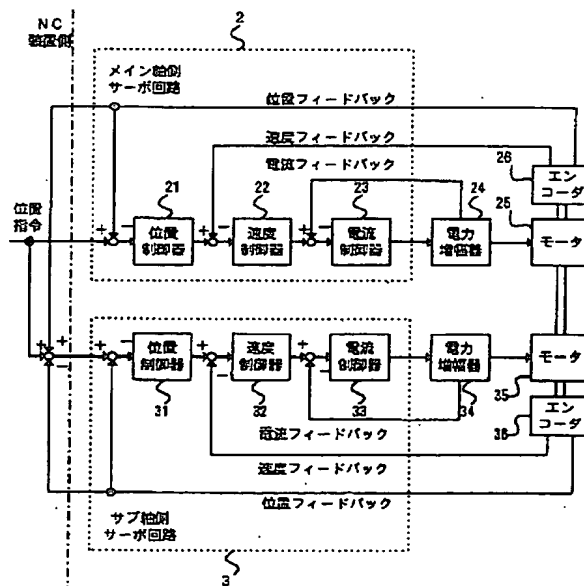 NC
装置側
2
メイン軸側
サーボ回路
位置フィードバック
速度フィードバック
電流フィードバック
26
エン
コーダ
位置
指令
+
−
21
位置
制御器
+
−
22
速度
制御器
+
−
23
電流
制御器
24
電力
増幅器
25
モータ
+
+
−
+
−
位置
制御器
31
+
−
速度
制御器
32
+
−
電流
制御器
33
電力
増幅器
34
モータ
35
エン
コーダ
36
電流フィードバック
速度フィードバック
位置フィードバック
サブ軸側
サーボ回路
3